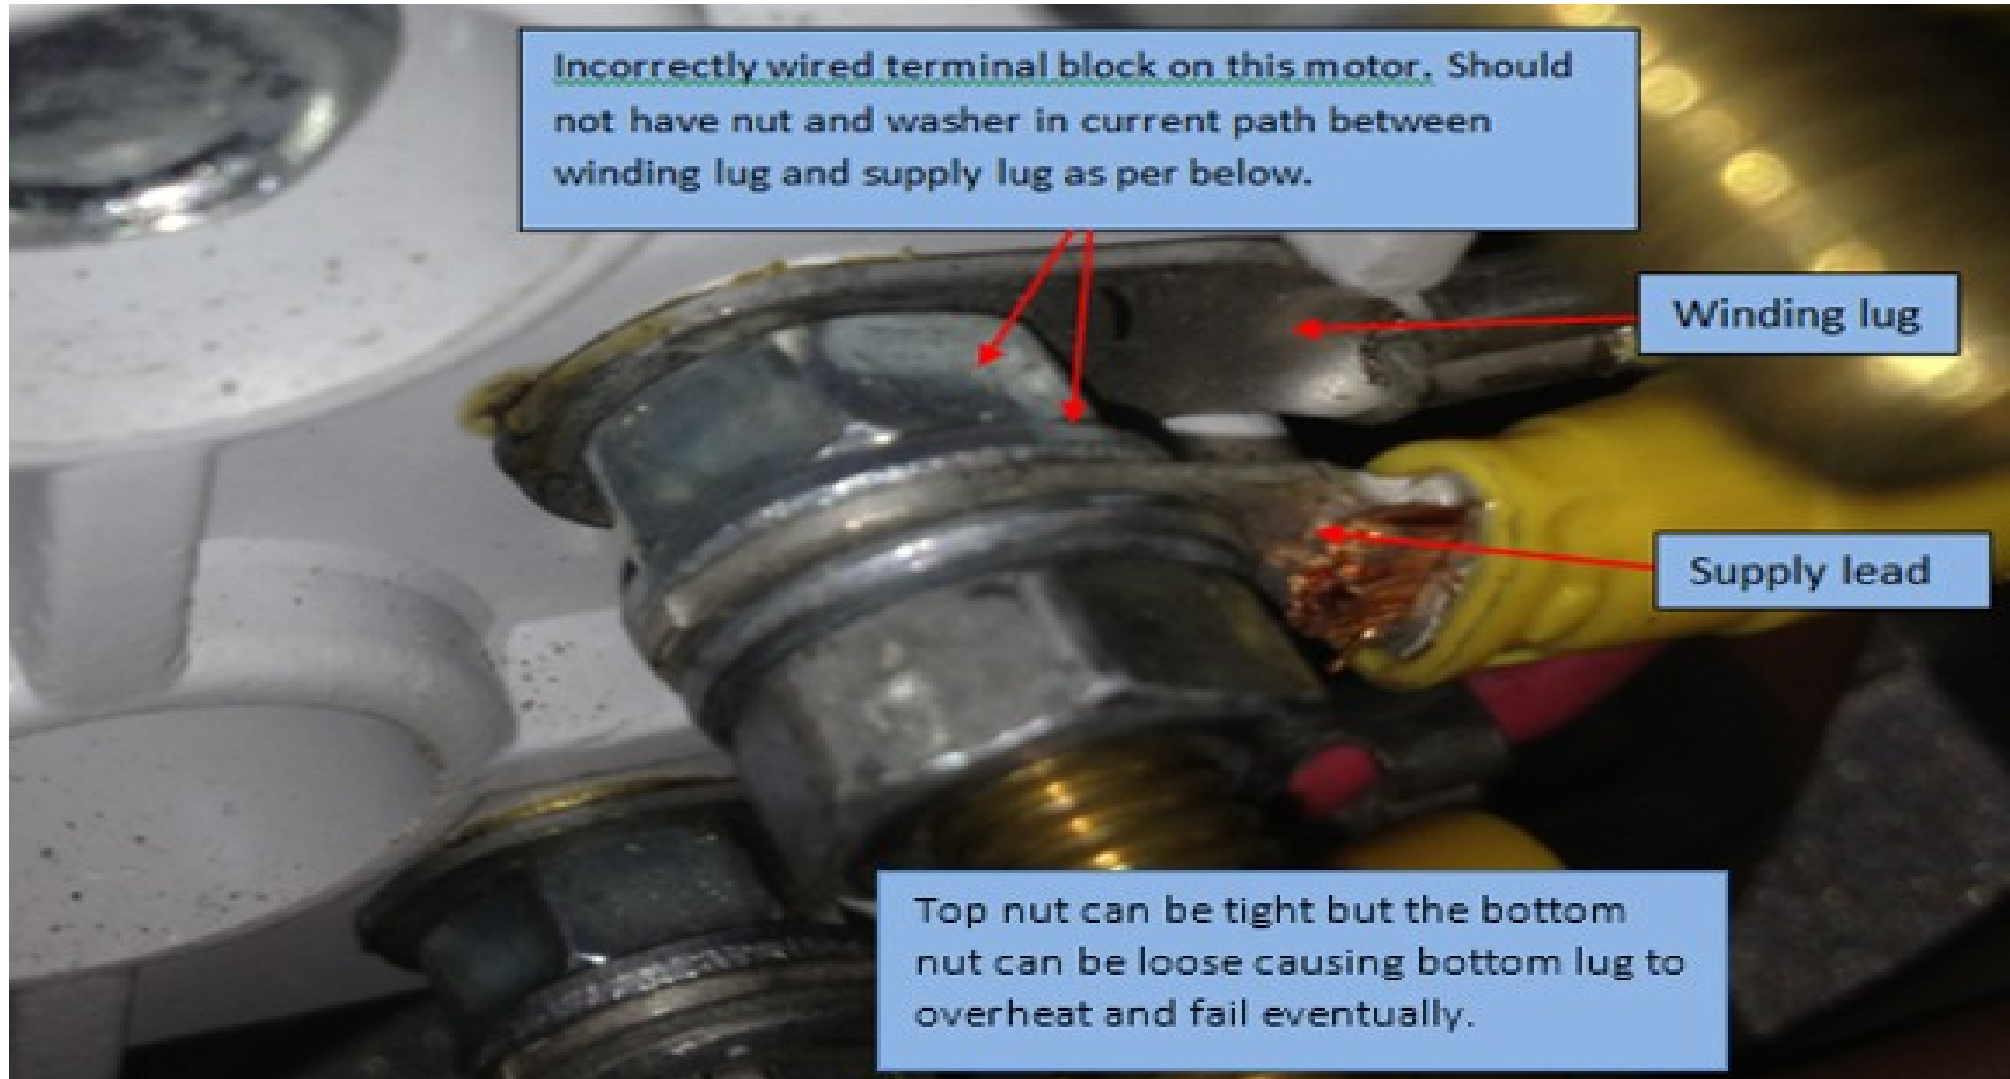 Incorrectly wired terminal block on this motor. Should
not have nut and washer in current path between
winding lug and supply lug as per below.
Winding lug
Supply lead
Top nut can be tight but the bottom
nut can be loose causing bottom lug to
overheat and fail eventually.